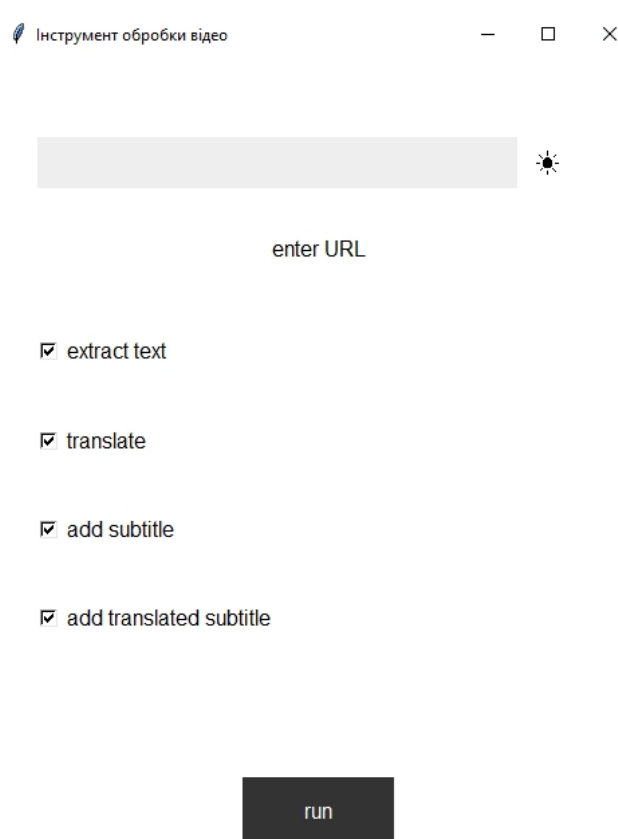 Інструмент обробки відео
enter URL
extract text
translate
add subtitle
add translated subtitle
run